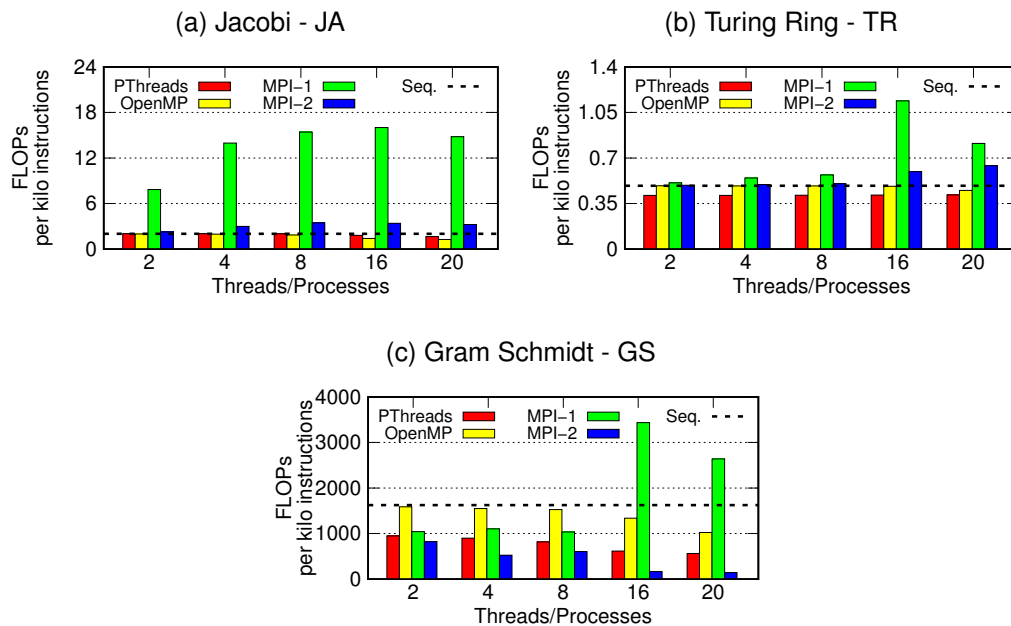 (a) Jacobi - JA
24
18
12
6
0
FLOPs
per kilo instructions
PThreads
OpenMP
MPI-1
MPI-2
Seq.
2 4 8 16 20
Threads/Processes
(b) Turing Ring - TR
1.4
1.05
0.7
0.35
0
FLOPs
per kilo instructions
PThreads
OpenMP
MPI-1
MPI-2
Seq.
2 4 8 16 20
Threads/Processes
(c) Gram Schmidt - GS
4000
3000
2000
1000
0
FLOPs
per kilo instructions
PThreads
OpenMP
MPI-1
MPI-2
Seq.
2 4 8 16 20
Threads/Processes